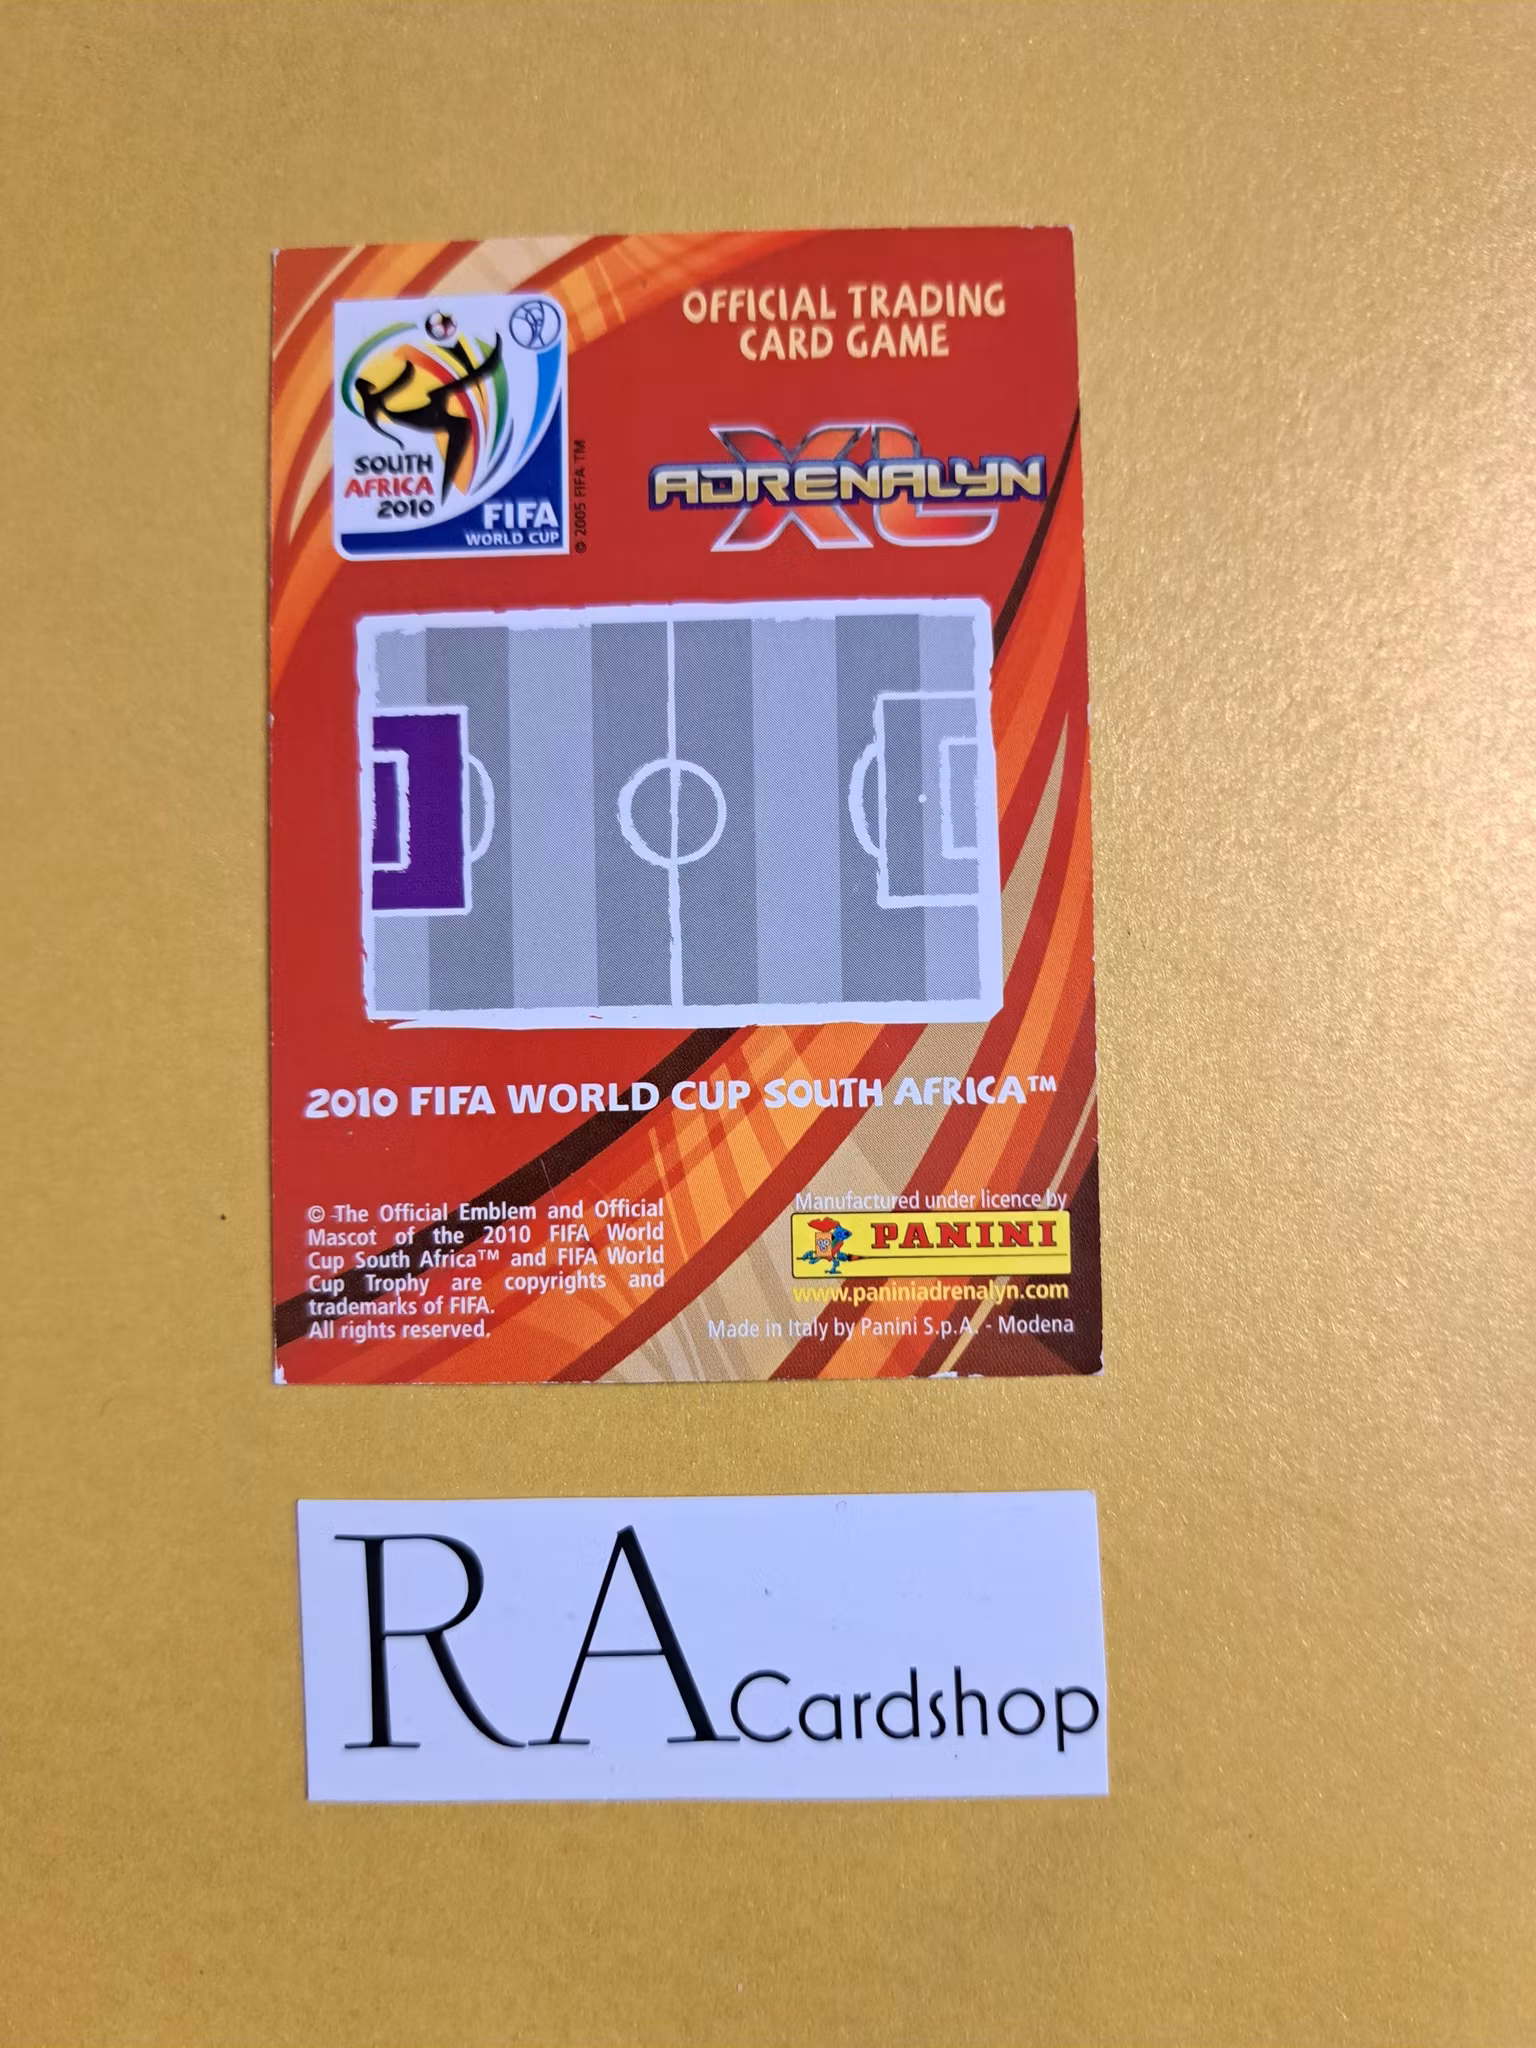 OFFICIAL TRADING
CARD GAME
SOUTH
AFRICA
2010
FIFA
WORLD CUP
© 2005 FIFA TM
ADRENALYN
XL
2010 FIFA WORLD CUP SOUTH AFRICA™
© The Official Emblem and Official
Mascot of the 2010 FIFA World
Cup South Africa™ and FIFA World
Cup Trophy are copyrights and
trademarks of FIFA.
All rights reserved.
Manufactured under licence by
PANINI
www.paniniadrenalyn.com
Made in Italy by Panini S.p.A. - Modena
RA Cardshop